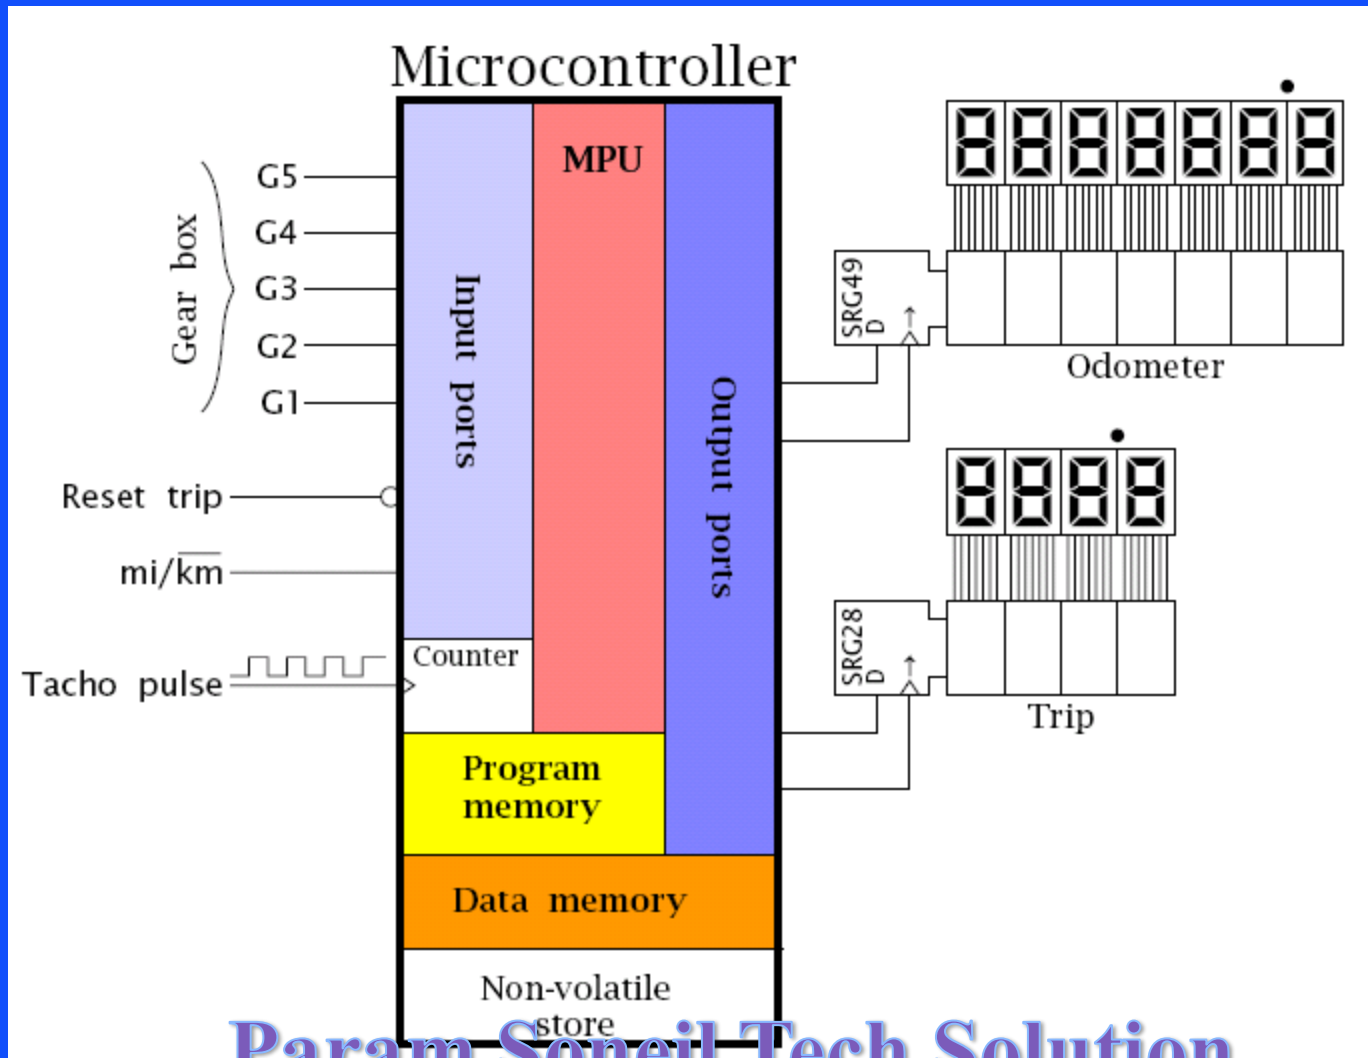 Microcontroller
Gear box
G5
G4
G3
G2
G1
Reset trip
mi/k̅m̅
Tacho pulse
Input ports
MPU
Output ports
Counter
Program
memory
Data memory
Non-volatile
store
SRG49
D
Odometer
SRG28
D
Trip
Param Soneil Tech Solution